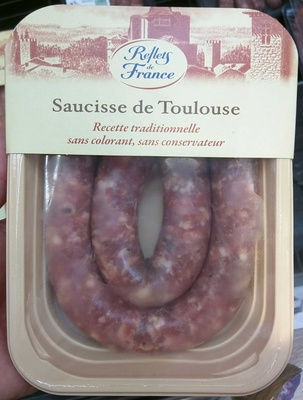 Reflets
de
France
Saucisse de Toulouse
Recette traditionnelle
sans colorant, sans conservateur